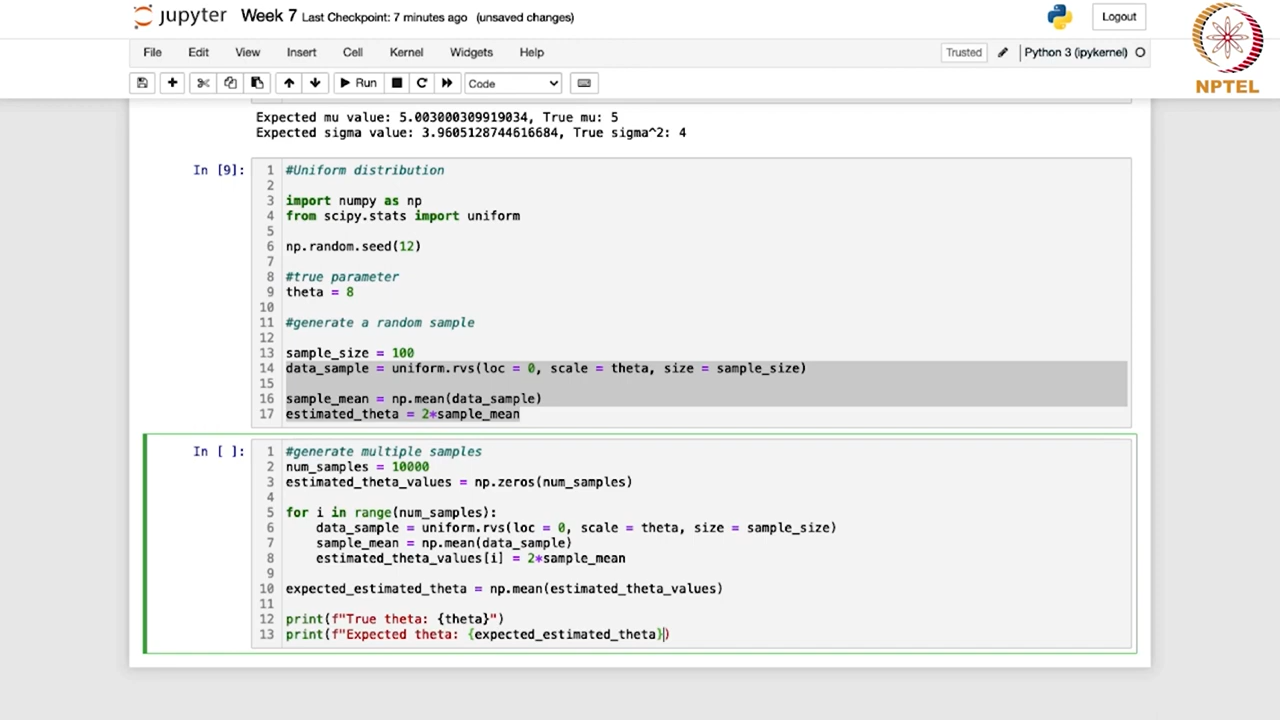 jupyter Week 7 Last Checkpoint: 7 minutes ago (unsaved changes) Logout
File Edit View Insert Cell Kernel Widgets Help Trusted Python 3 (ipykernel)
Run Code
NPTEL
Expected mu value: 5.003000309919034, True mu: 5
Expected sigma value: 3.9605128744616684, True sigma^2: 4
In [9]:
1 #Uniform distribution
2
3 import numpy as np
4 from scipy.stats import uniform
5
6 np.random.seed(12)
7
8 #true parameter
9 theta = 8
10
11 #generate a random sample
12
13 sample_size = 100
14 data_sample = uniform.rvs(loc = 0, scale = theta, size = sample_size)
15
16 sample_mean = np.mean(data_sample)
17 estimated_theta = 2*sample_mean
In [ ]:
1 #generate multiple samples
2 num_samples = 10000
3 estimated_theta_values = np.zeros(num_samples)
4
5 for i in range(num_samples):
6     data_sample = uniform.rvs(loc = 0, scale = theta, size = sample_size)
7     sample_mean = np.mean(data_sample)
8     estimated_theta_values[i] = 2*sample_mean
9
10 expected_estimated_theta = np.mean(estimated_theta_values)
11
12 print(f"True theta: {theta}")
13 print(f"Expected theta: {expected_estimated_theta})